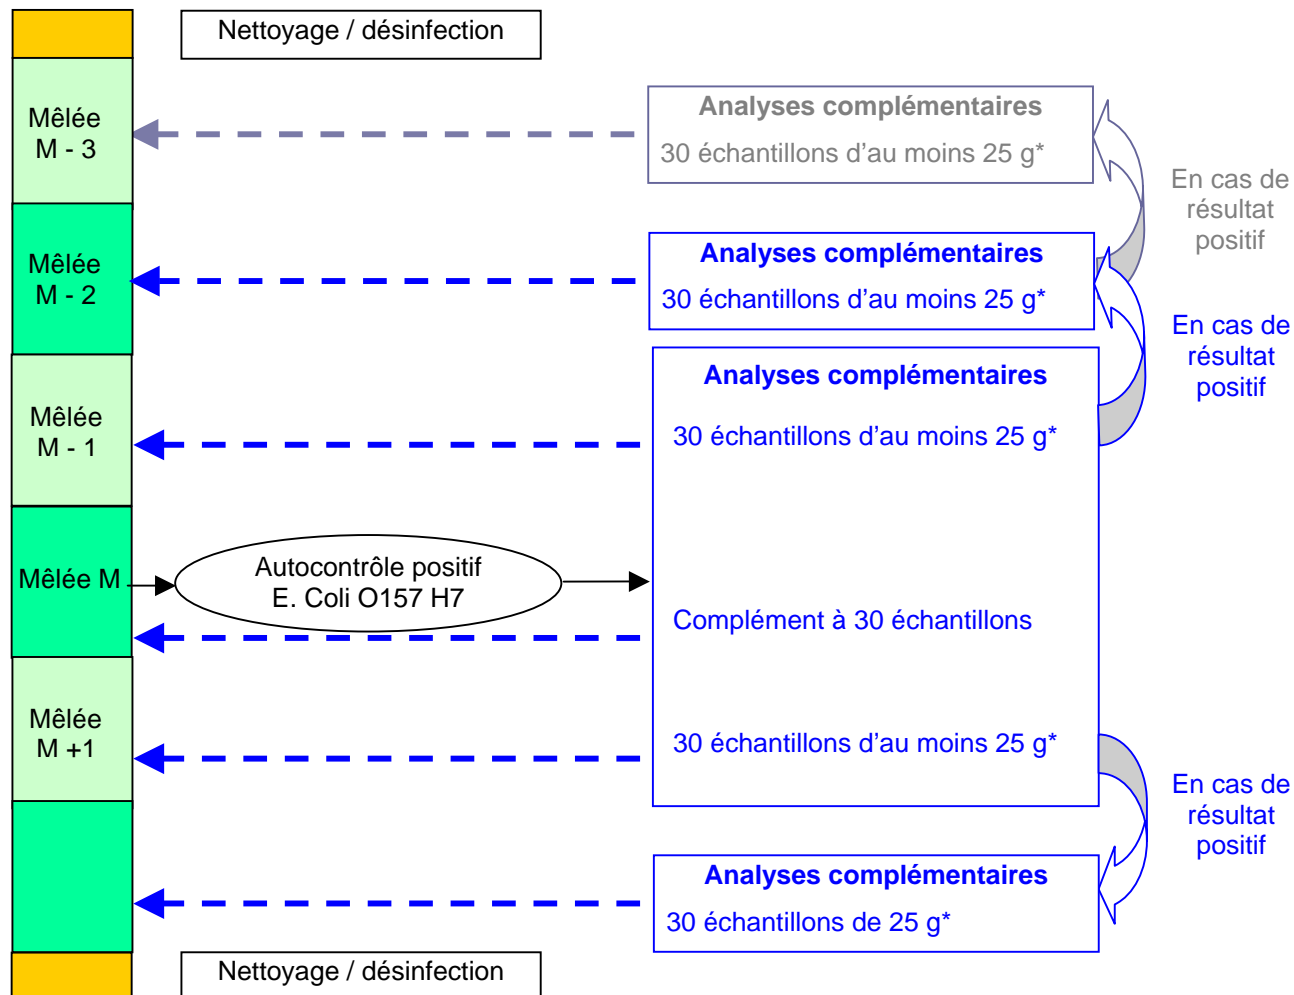 Nettoyage / désinfection
Mêlée
M - 3
Analyses complémentaires
30 échantillons d'au moins 25 g*
En cas de
résultat
positif
Mêlée
M - 2
Analyses complémentaires
30 échantillons d'au moins 25 g*
En cas de
résultat
positif
Mêlée
M - 1
Analyses complémentaires
30 échantillons d'au moins 25 g*
Mêlée M
Autocontrôle positif
E. Coli O157 H7
Complément à 30 échantillons
Mêlée
M +1
30 échantillons d'au moins 25 g*
En cas de
résultat
positif
Analyses complémentaires
30 échantillons de 25 g*
Nettoyage / désinfection